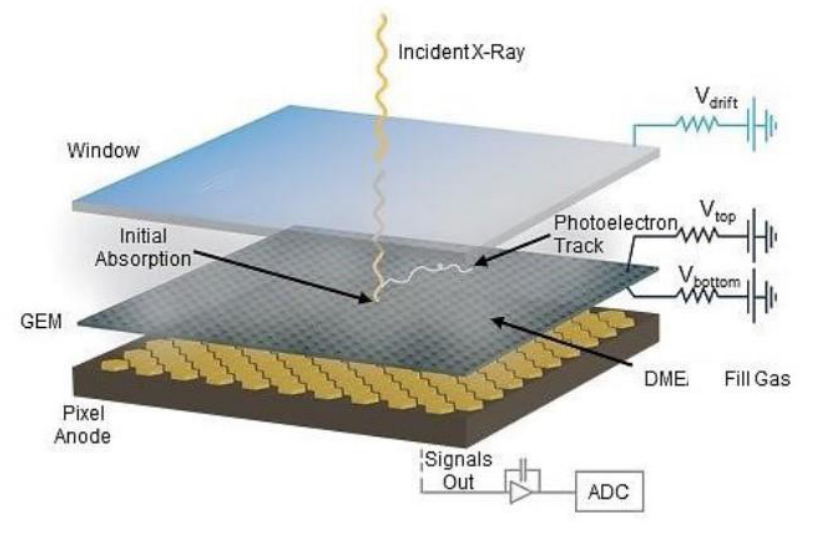 Incident X-Ray
Vdrift
Window
Photoelectron
Track
Vtop
Initial
Absorption
Vbottom
GEM
DME Fill Gas
Pixel
Anode
Signals
Out
ADC